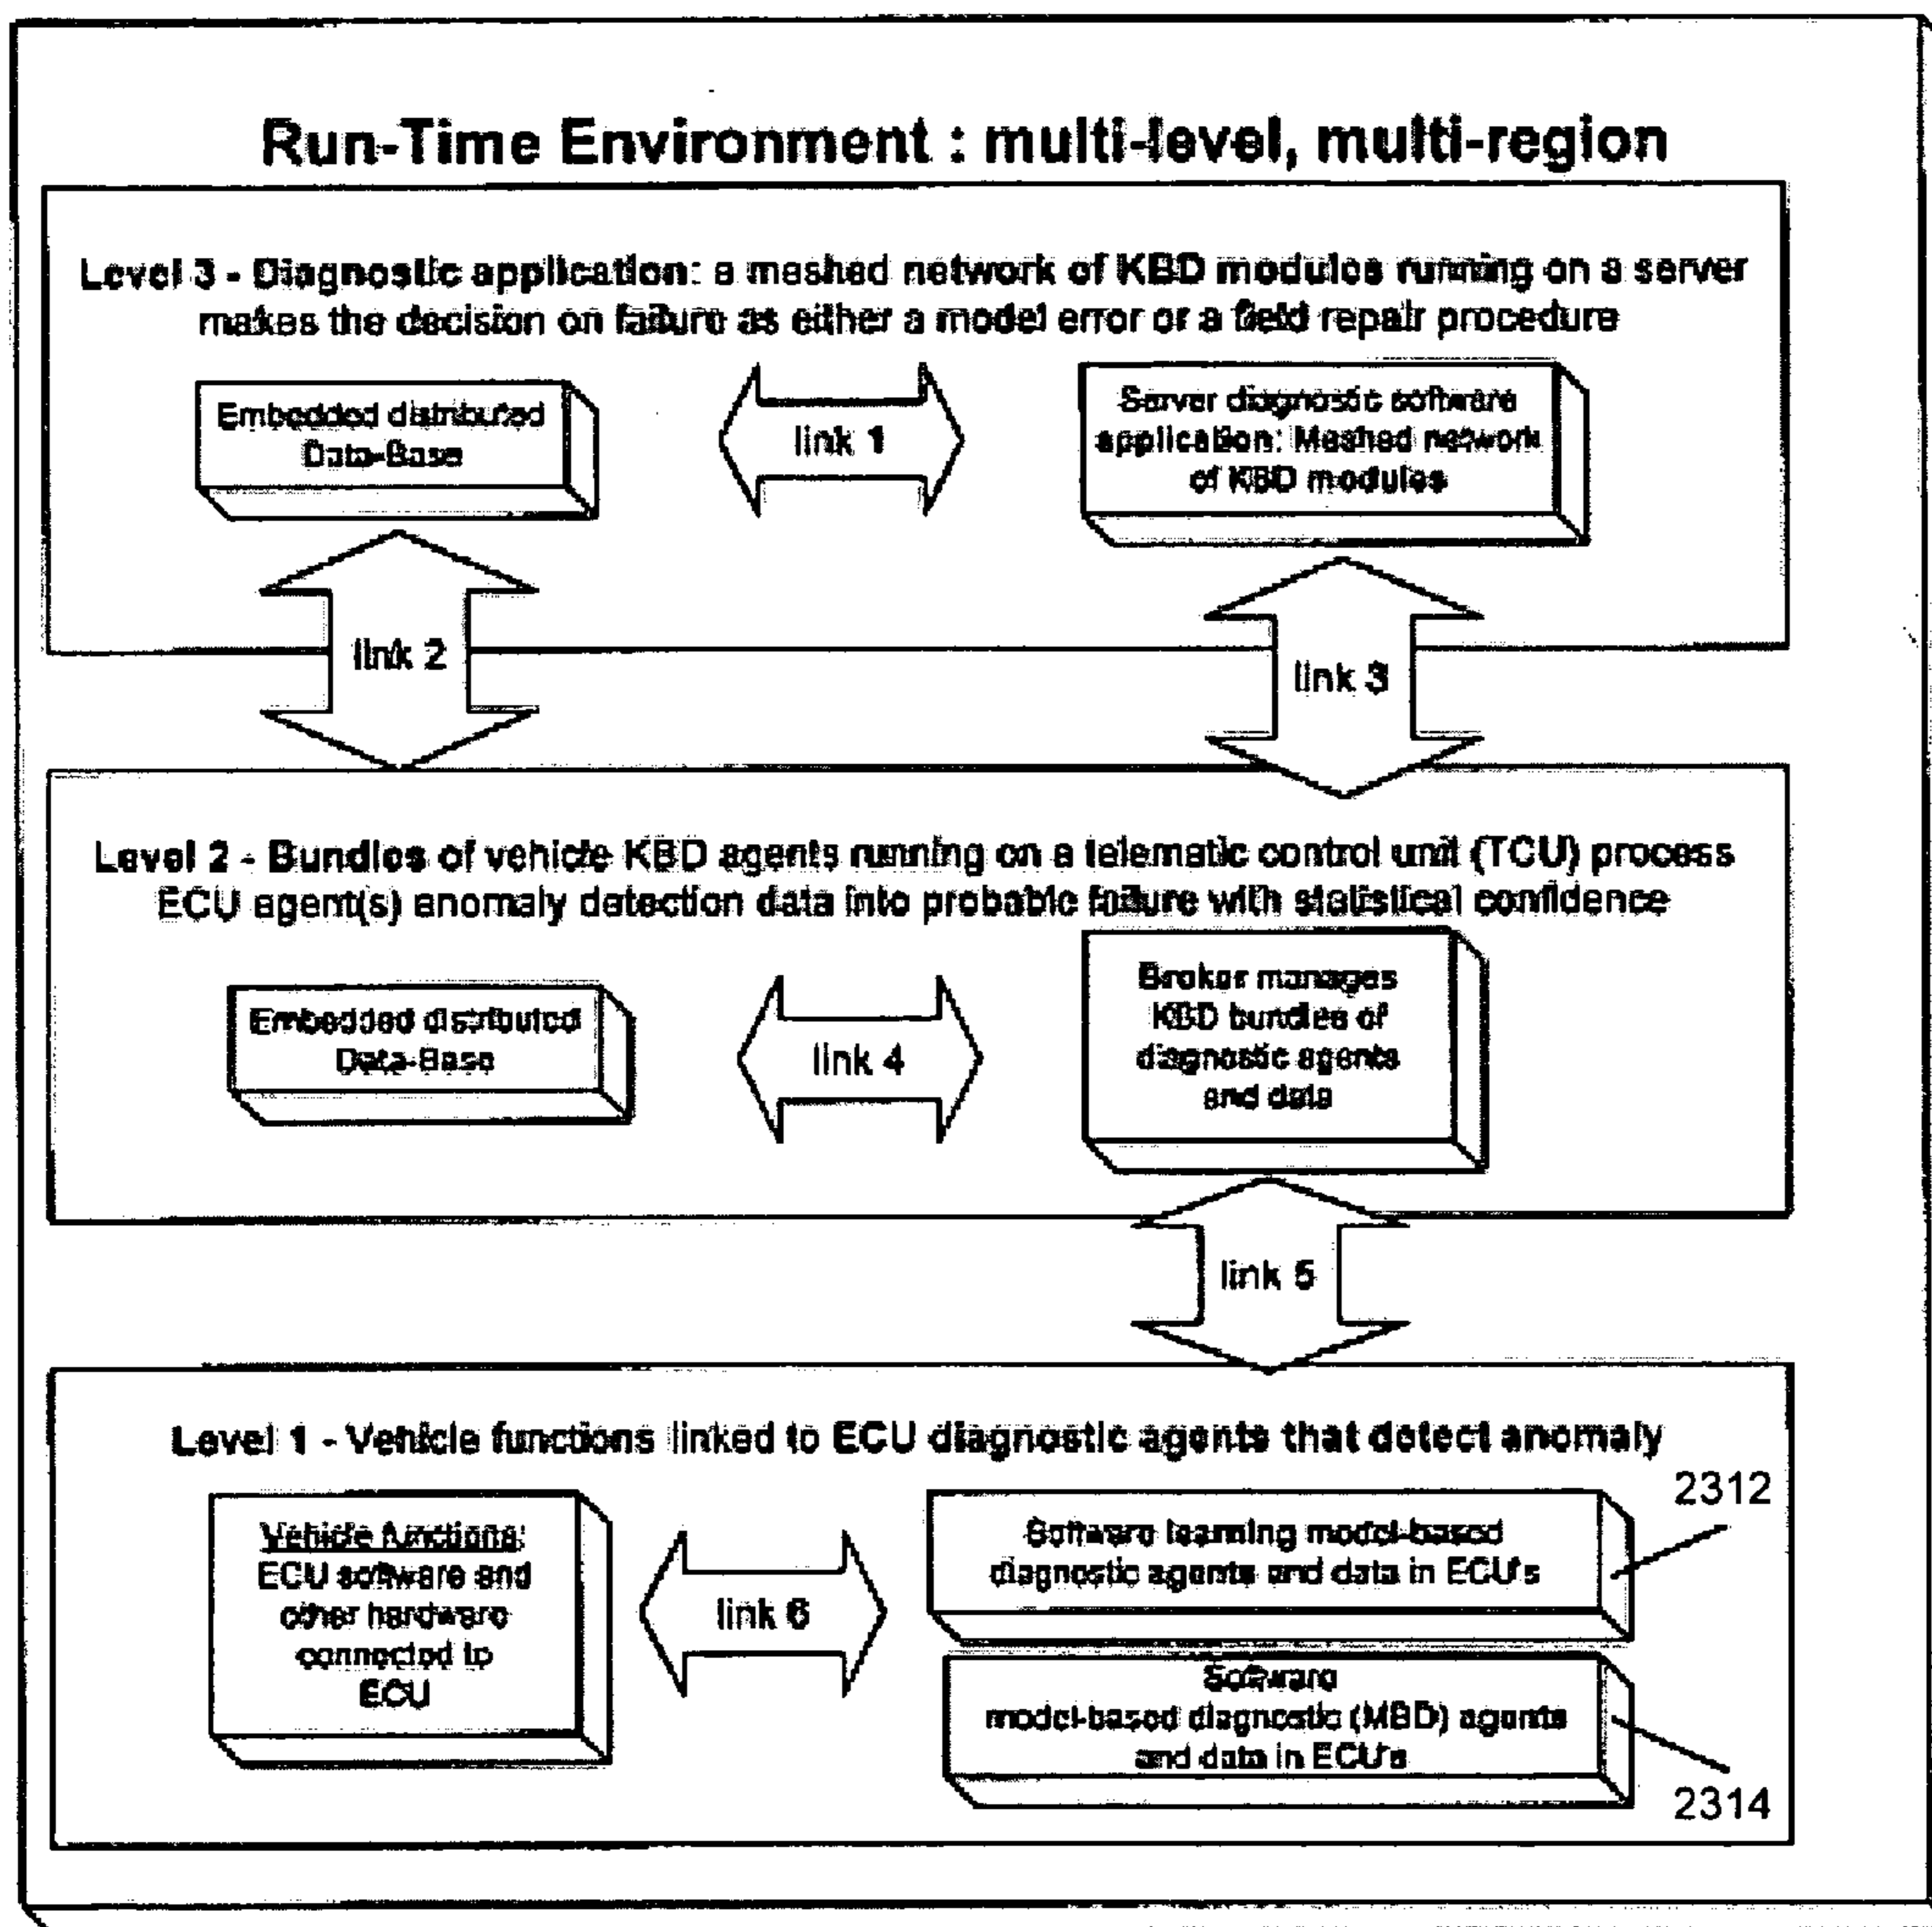 Run-Time Environment : multi-level, multi-region
Level 3 - Diagnostic application: a meshed network of KBD modules running on a server
makes the decision on failure as either a model error or a field repair procedure
Embedded distributed
Data-Base
link 1
Server diagnostic software
application: Meshed network
of KBD modules
link 2
link 3
Level 2 - Bundles of vehicle KBD agents running on a telematic control unit (TCU) process
ECU agent(s) anomaly detection data into probable failure with statistical confidence
Embedded distributed
Data-Base
link 4
Broker manages
KBD bundles of
diagnostic agents
and data
link 5
Level 1 - Vehicle functions linked to ECU diagnostic agents that detect anomaly
2312
Vehicle functions:
ECU software and
other hardware
connected to
ECU
link 6
Software learning model-based
diagnostic agents and data in ECU's
Software
model-based diagnostic (MBD) agents
and data in ECU's
2314